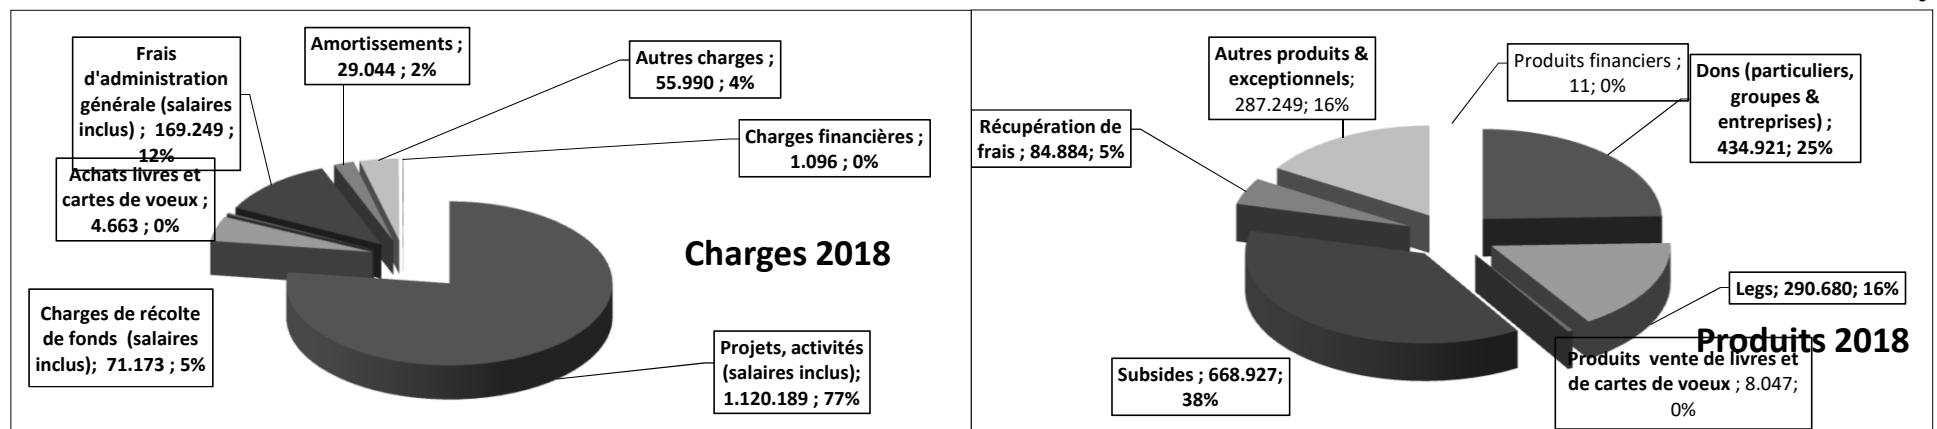 Frais
d'administration
générale (salaires
inclus) ; 169.249 ;
12%
Amortissements ;
29.044 ; 2%
Autres charges ;
55.990 ; 4%
Charges financières ;
1.096 ; 0%
Achats livres et
cartes de voeux ;
4.663 ; 0%
Charges 2018
Charges de récolte
de fonds (salaires
inclus); 71.173 ; 5%
Projets, activités
(salaires inclus);
1.120.189 ; 77%
Autres produits &
exceptionnels;
287.249; 16%
Produits financiers ;
11; 0%
Dons (particuliers,
groupes &
entreprises) ;
434.921; 25%
Récupération de
frais ; 84.884; 5%
Legs; 290.680; 16%
Produits 2018
Produits vente de livres et
de cartes de voeux ; 8.047;
0%
Subsides ; 668.927;
38%